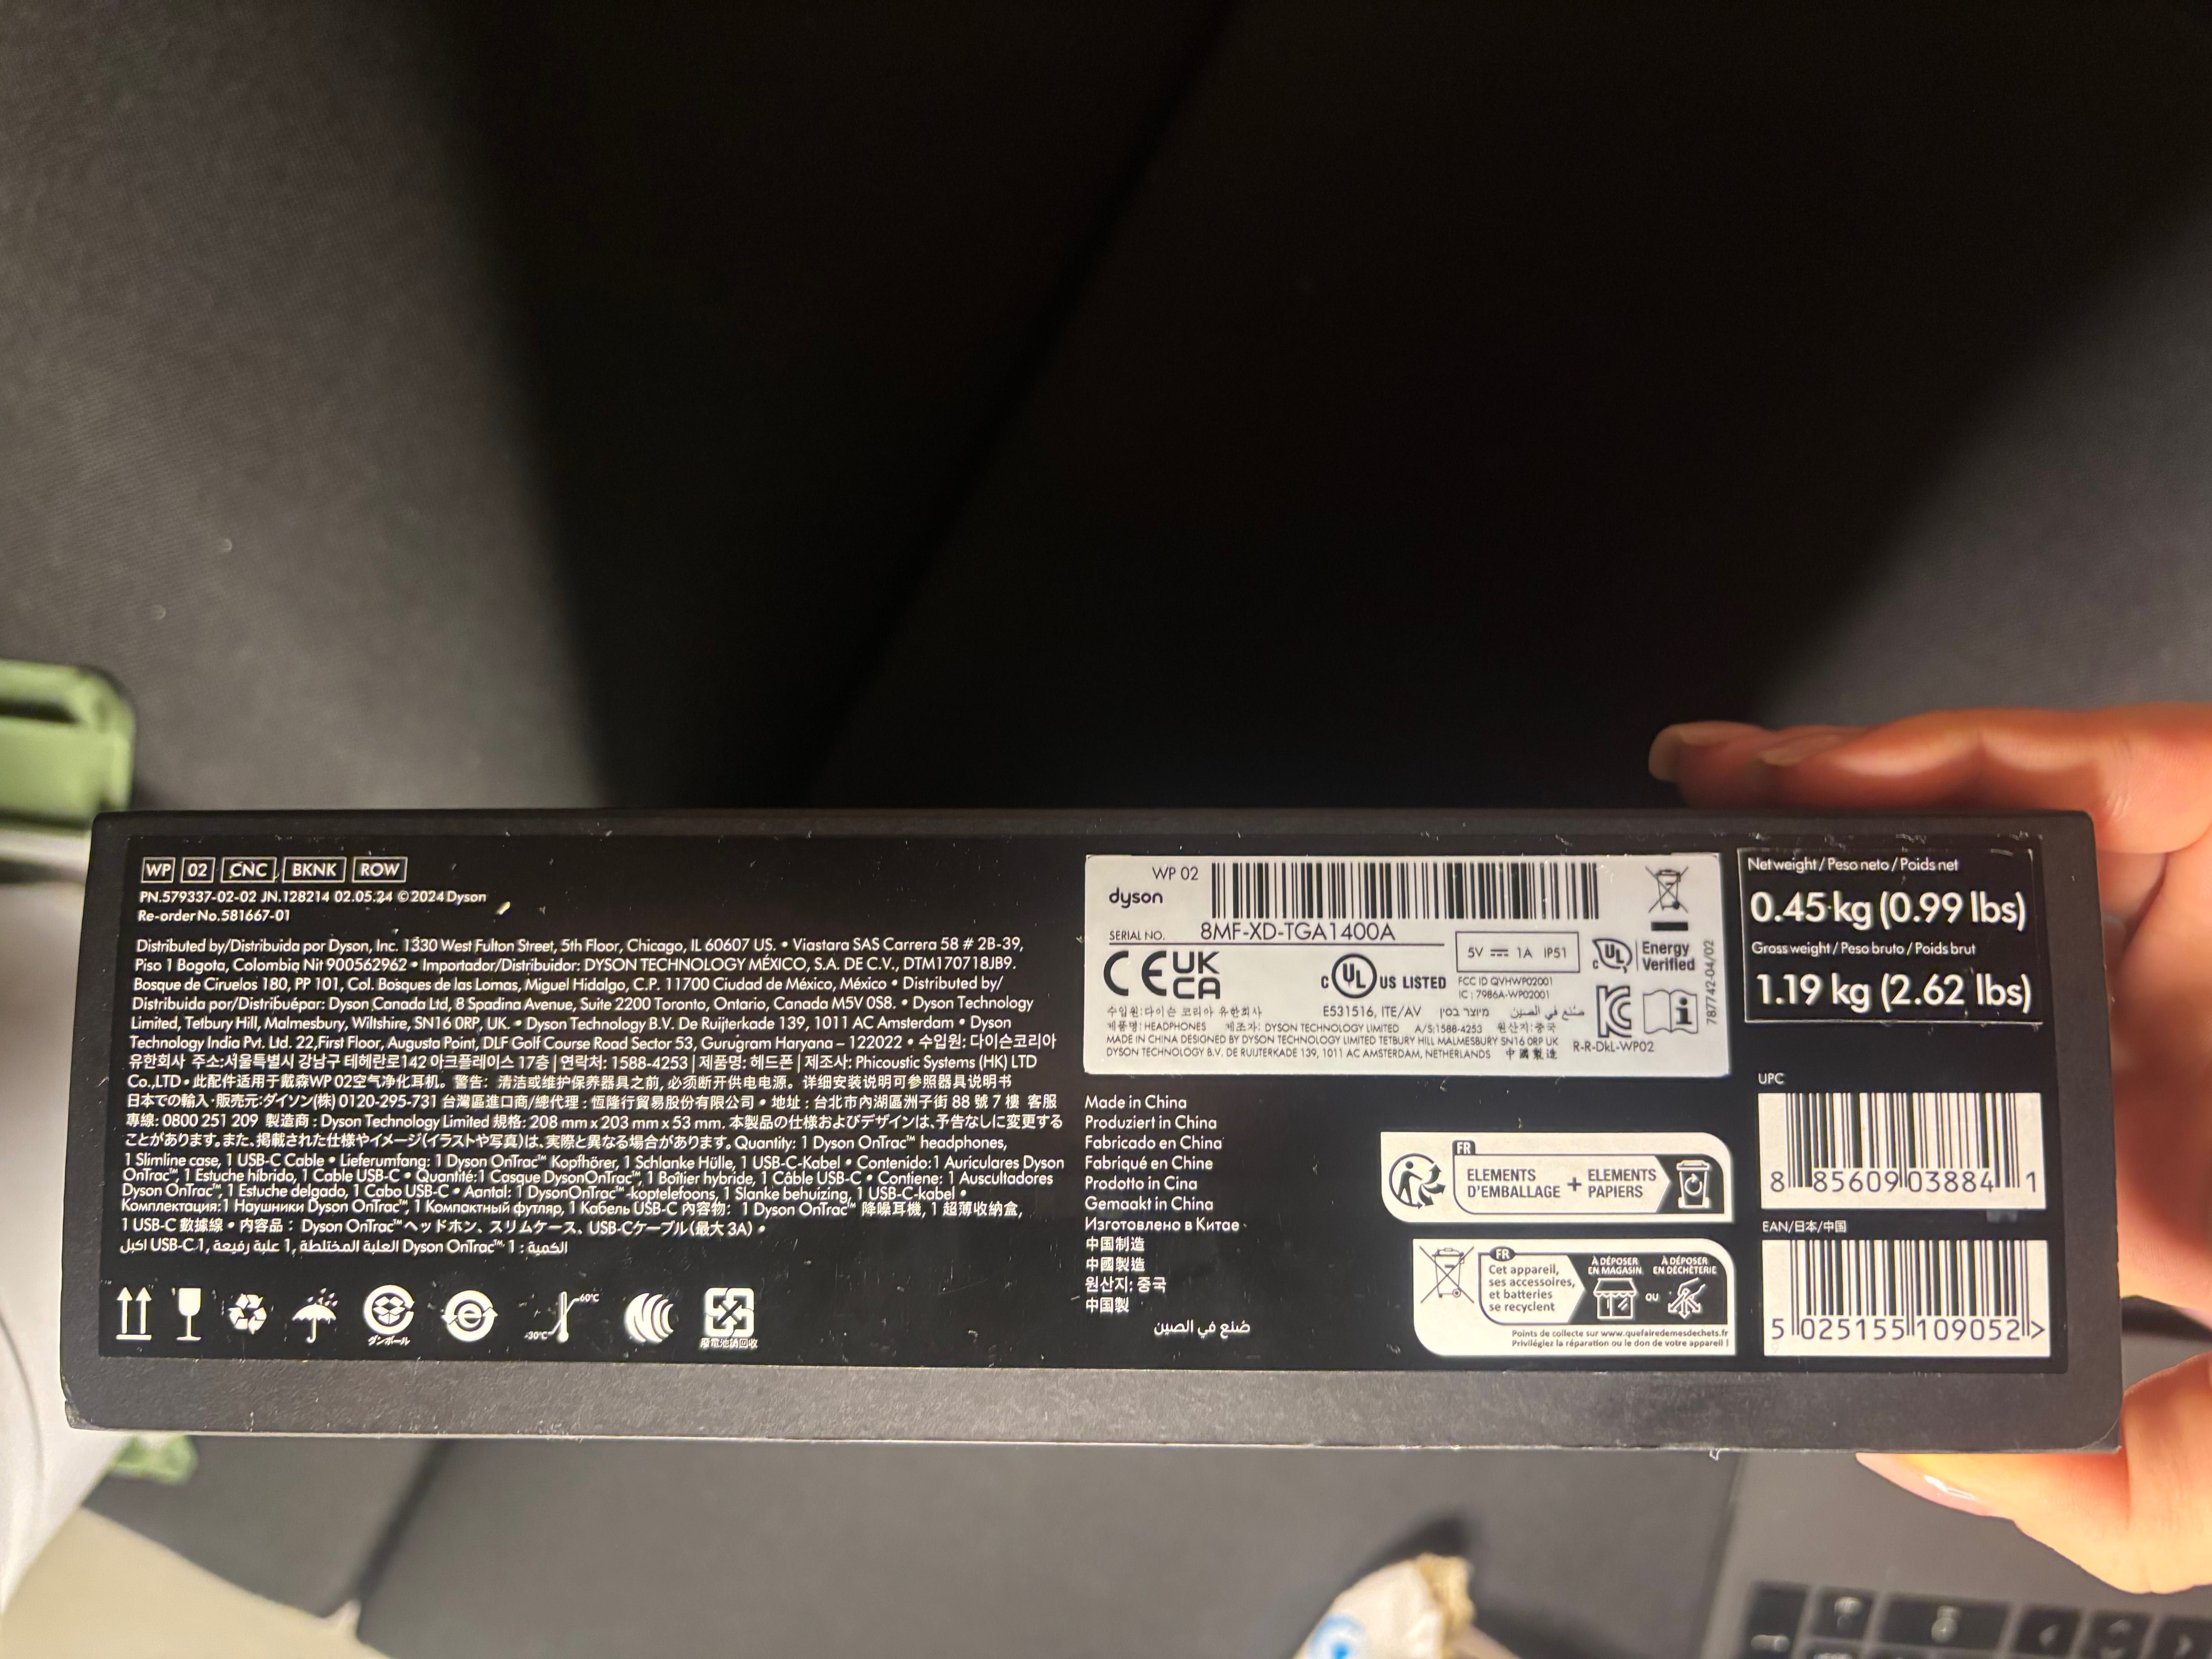 WP 02 CNC BKNK ROW
PN.579337-02-02 JN.128214 02.05.24 ©2024 Dyson
Re-order No.581667-01
Distributed by/Distribuida por Dyson, Inc. 1330 West Fulton Street, 5th Floor, Chicago, IL 60607 US. • Viastara SAS Carrera 58 # 2B-39,
Piso 1 Bogota, Colombia Nit 900562962 • Importador/Distribuidor: DYSON TECHNOLOGY MÉXICO, S.A. DE C.V., DTM170718JB9.
Bosque de Ciruelos 180, PP 101, Col. Bosques de las Lomas, Miguel Hidalgo, C.P. 11700 Ciudad de México, México • Distributed by/
Distribuida por/Distribuépar: Dyson Canada Ltd, 8 Spadina Avenue, Suite 2200 Toronto, Ontario, Canada M5V 0S8. • Dyson Technology
Limited, Tetbury Hill, Malmesbury, Wiltshire, SN16 0RP, UK. • Dyson Technology B.V. De Ruijterkade 139, 1011 AC Amsterdam • Dyson
Technology India Pvt. Ltd. 22,First Floor, Augusta Point, DLF Golf Course Road Sector 53, Gurugram Haryana – 122022 • 수입원: 다이슨코리아
유한회사 주소:서울특별시 강남구 테헤란로142 아크플레이스 17층 | 연락처: 1588-4253 | 제품명: 헤드폰 | 제조사: Phicoustic Systems (HK) LTD
Co.,LTD • 此配件适用于戴森WP 02空气净化耳机。警告: 清洁或维护保养器具之前, 必须断开供电电源。详细安装说明可参照器具说明书
日本での輸入・販売元:ダイソン(株) 0120-295-731 台灣區進口商/總代理 : 恆隆行貿易股份有限公司 • 地址 : 台北市內湖區洲子街 88 號 7 樓 客服
專線: 0800 251 209 製造商 : Dyson Technology Limited 規格: 208 mm x 203 mm x 53 mm. 本製品の仕様およびデザインは、予告なしに変更する
ことがあります。また、掲載された仕様やイメージ(イラストや写真)は、実際と異なる場合があります。Quantity: 1 Dyson OnTrac™ headphones,
1 Slimline case, 1 USB-C Cable • Lieferumfang: 1 Dyson OnTrac™ Kopfhörer, 1 Schlanke Hülle, 1 USB-C-Kabel • Contenido:1 Auriculares Dyson
OnTrac™, 1 Estuche híbrido, 1 Cable USB-C • Quantité:1 Casque DysonOnTrac™, 1 Boîtier hybride, 1 Câble USB-C • Contiene: 1 Auscultadores
Dyson OnTrac™, 1 Estuche delgado, 1 Cabo USB-C • Aantal: 1 DysonOnTrac™-koptelefoons, 1 Slanke behuizing, 1 USB-C-kabel •
Комплектация:1 Наушники Dyson OnTrac™, 1 Компактный футляр, 1 Кабель USB-C 內容物: 1 Dyson OnTrac™ 降噪耳機, 1 超薄收納盒,
1 USB-C 數據線 • 内容品 : Dyson OnTrac™ヘッドホン、スリムケース、USB-Cケーブル(最大 3A) •
الكمية : 1 Dyson OnTrac™ العلبة المختلطة, 1 علبة رفيعة, 1 USB-C اكبل
ダンボール
-30°C
60°C
廢電池請回收
WP 02
dyson
SERIAL NO. 8MF-XD-TGA1400A
CE UK CA
c UL US LISTED
5V ⎓ 1A IP51
FCC ID QVHWP02001
IC : 7986A-WP02001
c UL Energy Verified
787742-04/02
수입원:다이슨 코리아 유한회사 E531516, ITE/AV מיוצר בסין صنع في الصين
제품명: HEADPHONES 제조자: DYSON TECHNOLOGY LIMITED A/S:1588-4253 원산지:중국
MADE IN CHINA DESIGNED BY DYSON TECHNOLOGY LIMITED TETBURY HILL MALMESBURY SN16 0RP UK
DYSON TECHNOLOGY B.V. DE RUIJTERKADE 139, 1011 AC AMSTERDAM, NETHERLANDS 中國製造
R-R-DkL-WP02
Made in China
Produziert in China
Fabricado en China
Fabriqué en Chine
Prodotto in Cina
Gemaakt in China
Изготовлено в Китае
中国制造
中國製造
원산지: 중국
中国製
صنع في الصين
FR
ELEMENTS D'EMBALLAGE + ELEMENTS PAPIERS
FR
Cet appareil,
ses accessoires,
et batteries
se recyclent
À DÉPOSER EN MAGASIN
OU
À DÉPOSER EN DÉCHÈTERIE
Points de collecte sur www.quefairedemesdechets.fr
Privilégiez la réparation ou le don de votre appareil !
Net weight / Peso neto / Poids net
0.45 kg (0.99 lbs)
Gross weight / Peso bruto / Poids brut
1.19 kg (2.62 lbs)
UPC
8 85609 03884 1
EAN/日本/中国
5 025155 109052 >